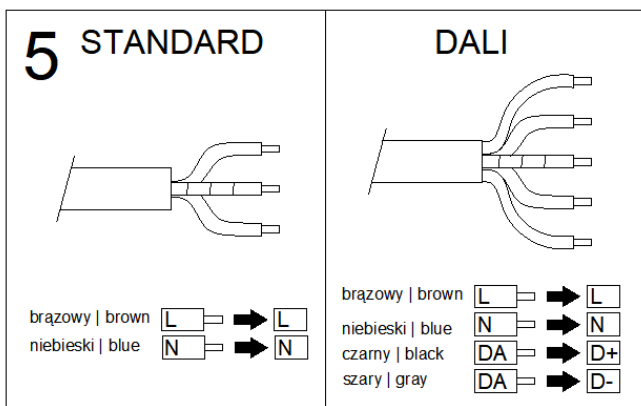 5 STANDARD
brązowy | brown L L
niebieski | blue N N
DALI
brązowy | brown L L
niebieski | blue N N
czarny | black DA D+
szary | gray DA D-